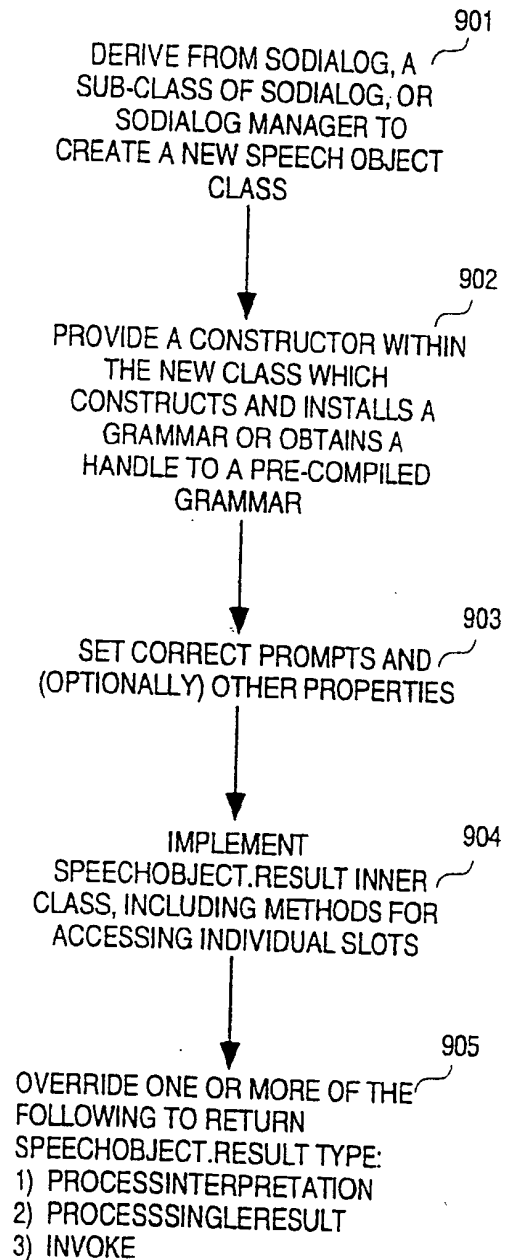 901
DERIVE FROM SODIALOG, A
SUB-CLASS OF SODIALOG, OR
SODIALOG MANAGER TO
CREATE A NEW SPEECH OBJECT
CLASS
902
PROVIDE A CONSTRUCTOR WITHIN
THE NEW CLASS WHICH
CONSTRUCTS AND INSTALLS A
GRAMMAR OR OBTAINS A
HANDLE TO A PRE-COMPILED
GRAMMAR
903
SET CORRECT PROMPTS AND
(OPTIONALLY) OTHER PROPERTIES
904
IMPLEMENT
SPEECHOBJECT.RESULT INNER
CLASS, INCLUDING METHODS FOR
ACCESSING INDIVIDUAL SLOTS
905
OVERRIDE ONE OR MORE OF THE
FOLLOWING TO RETURN
SPEECHOBJECT.RESULT TYPE:
1) PROCESSINTERPRETATION
2) PROCESSSINGLERESULT
3) INVOKE